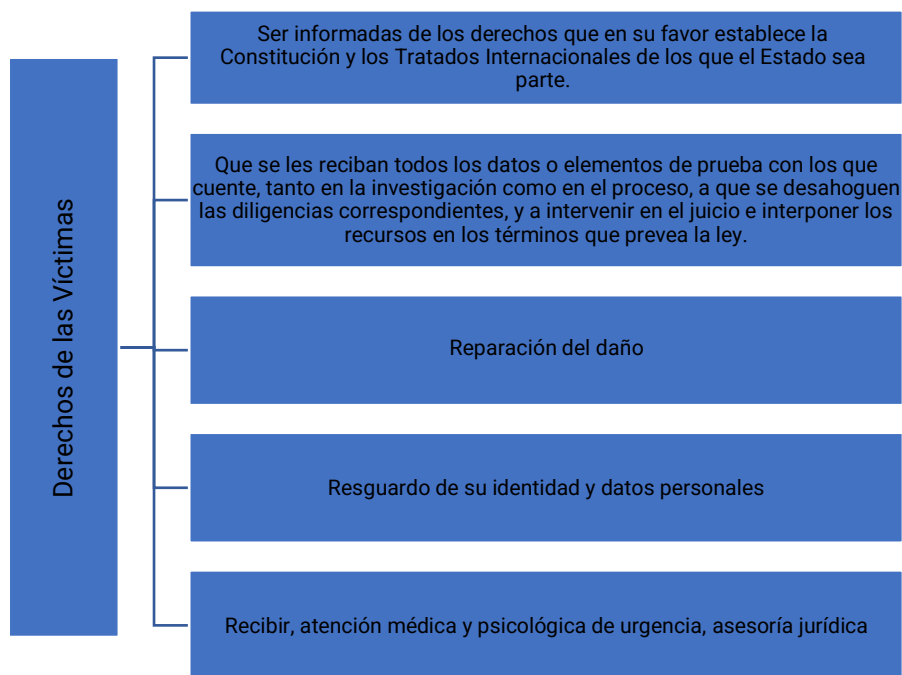 Derechos de las Víctimas
Ser informadas de los derechos que en su favor establece la
Constitución y los Tratados Internacionales de los que el Estado sea
parte.
Que se les reciban todos los datos o elementos de prueba con los que
cuente, tanto en la investigación como en el proceso, a que se desahoguen
las diligencias correspondientes, y a intervenir en el juicio e interponer los
recursos en los términos que prevea la ley.
Reparación del daño
Resguardo de su identidad y datos personales
Recibir, atención médica y psicológica de urgencia, asesoría jurídica